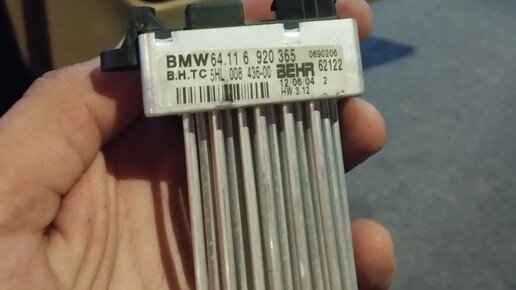 BMW 64.11 6 920 365 0690206
B.H.TC 5HL 008 436-00 BEHR 62122
12.06.04 2
HW 3.12